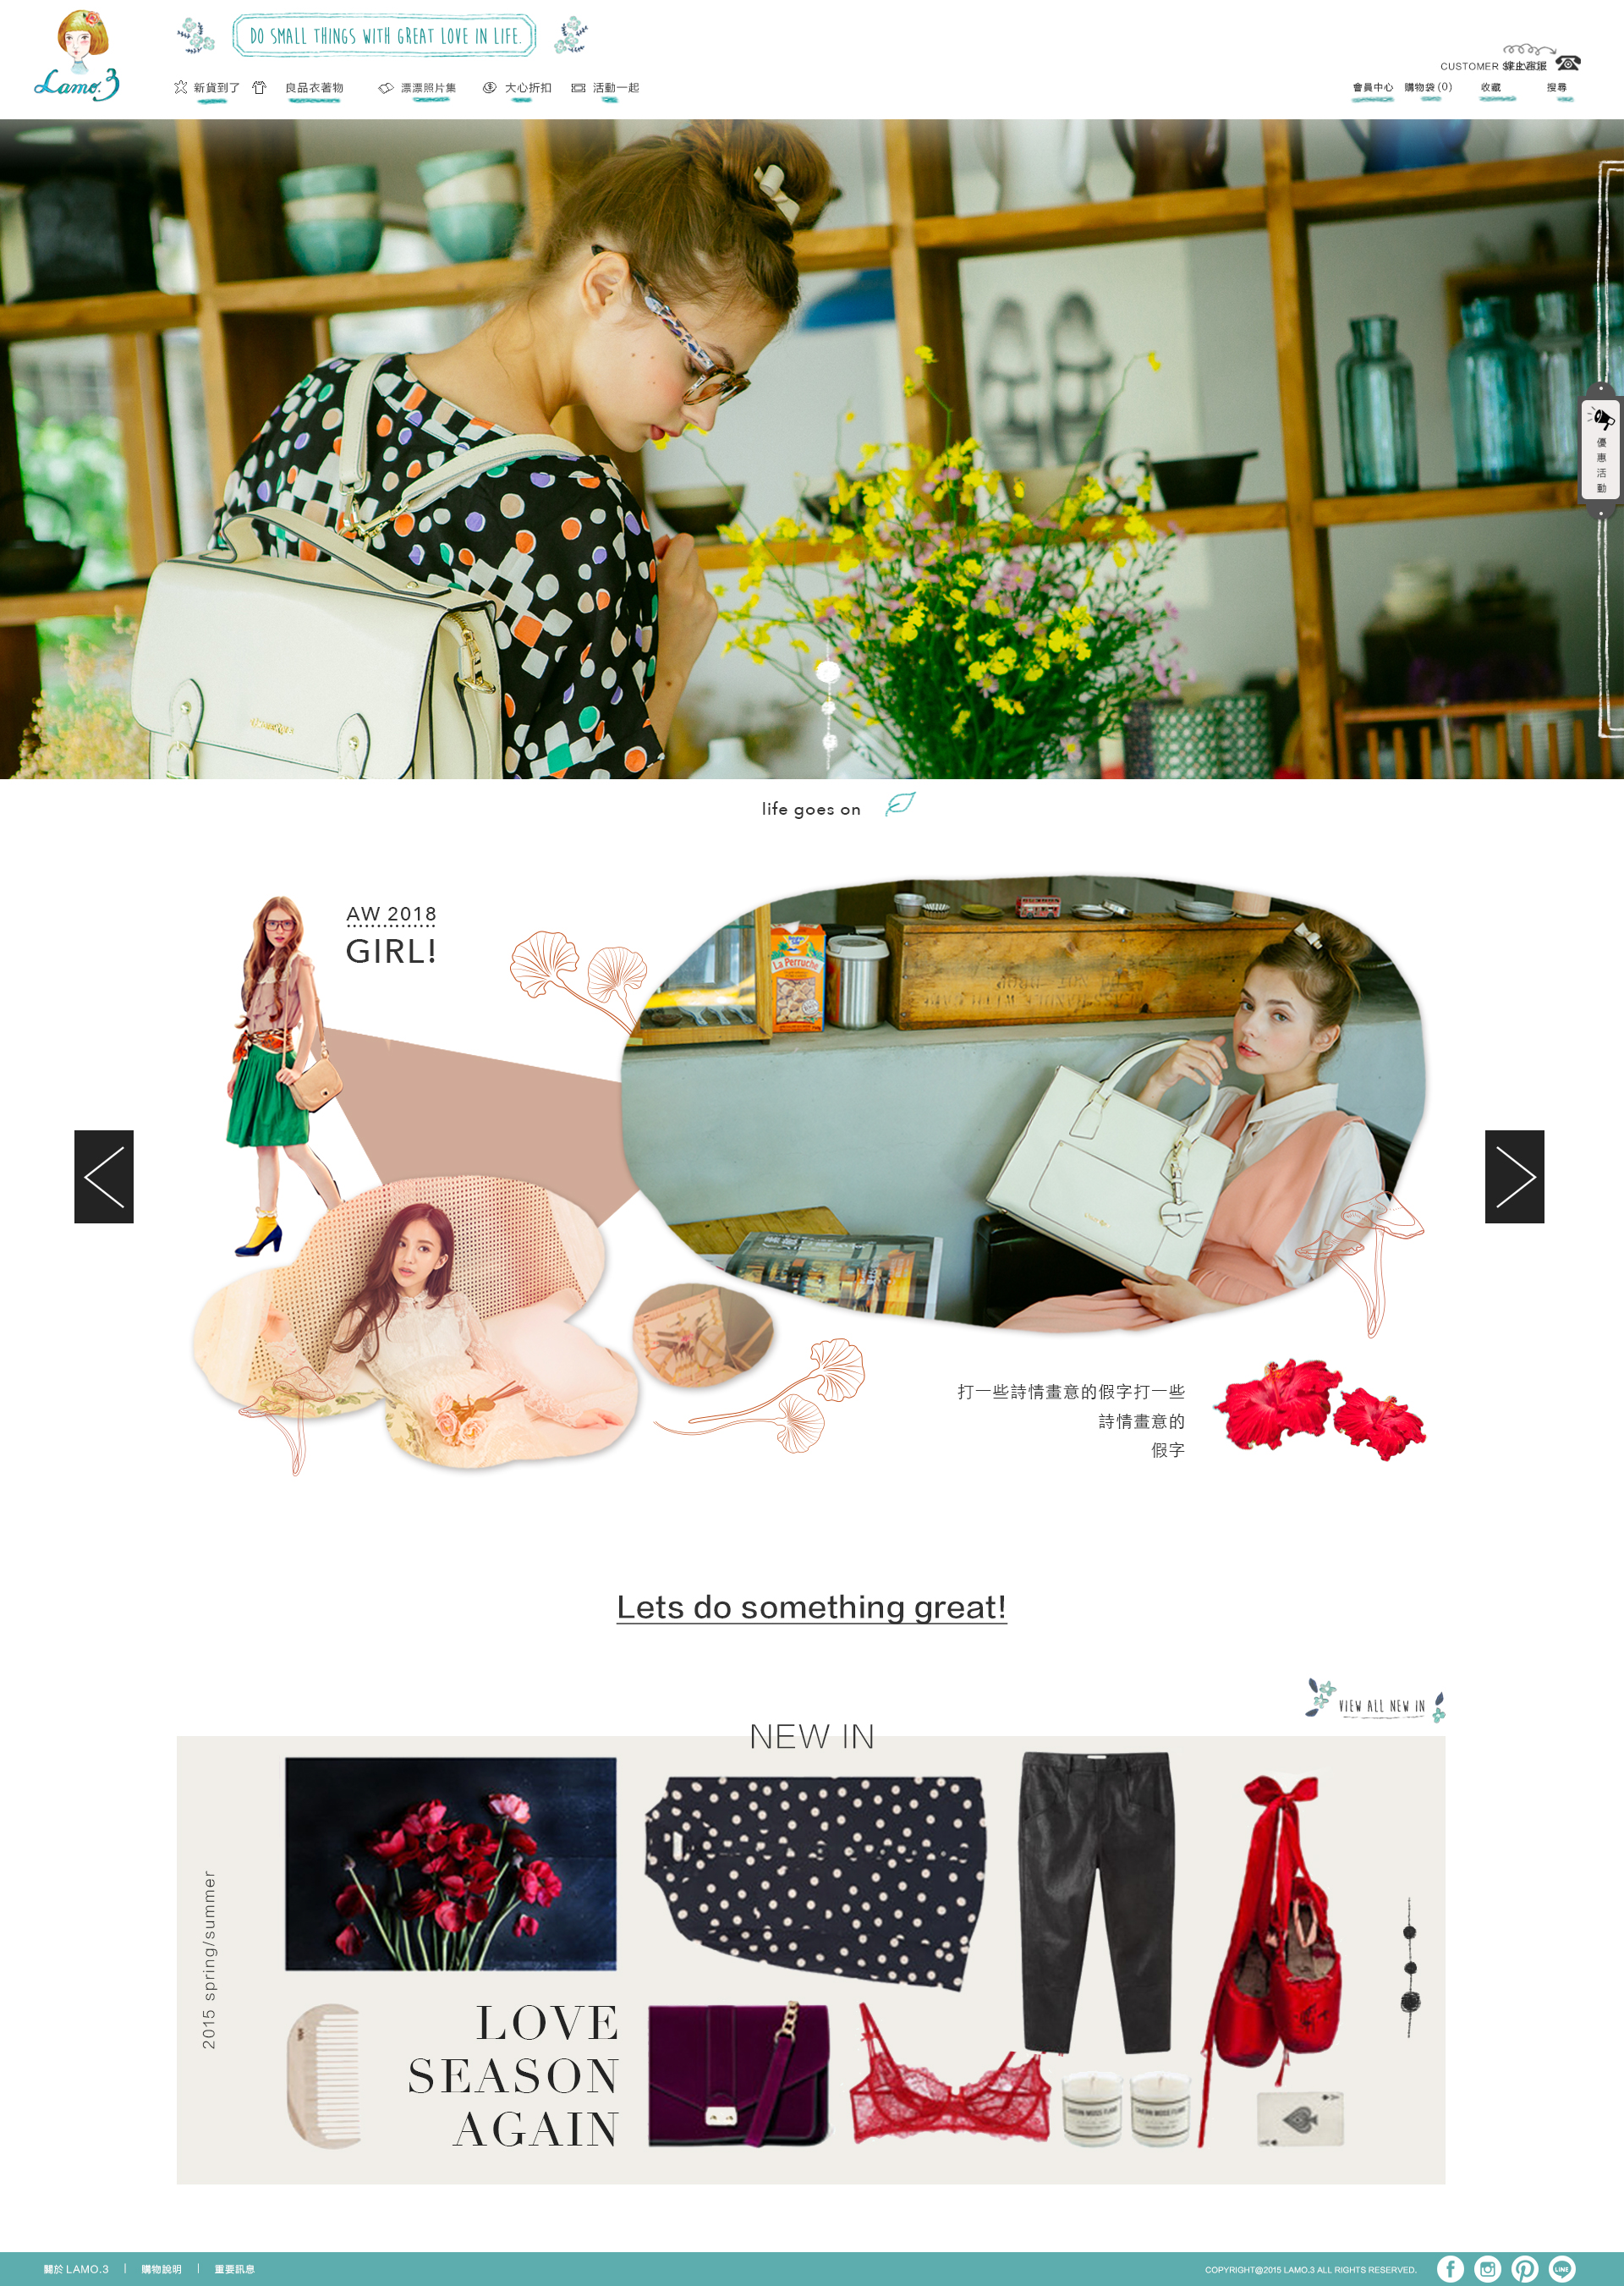 DO SMALL THINGS WITH GREAT LOVE IN LIFE.
Lamo.3
CUSTOMER
新貨到了
良品衣著物
漂漂照片集
大心折扣
活動一起
會員中心
購物袋(0)
收藏
搜尋
優惠活動
life goes on
AW 2018
GIRL!
La Perruche
打一些詩情畫意的假字打一些
詩情畫意的
假字
Lets do something great!
VIEW ALL NEW IN
NEW IN
2015 spring/summer
LOVE
SEASON
AGAIN
關於 LAMO.3 | 購物說明 | 重要訊息
COPYRIGHT@2015 LAMO.3 ALL RIGHTS RESERVED.
LINE